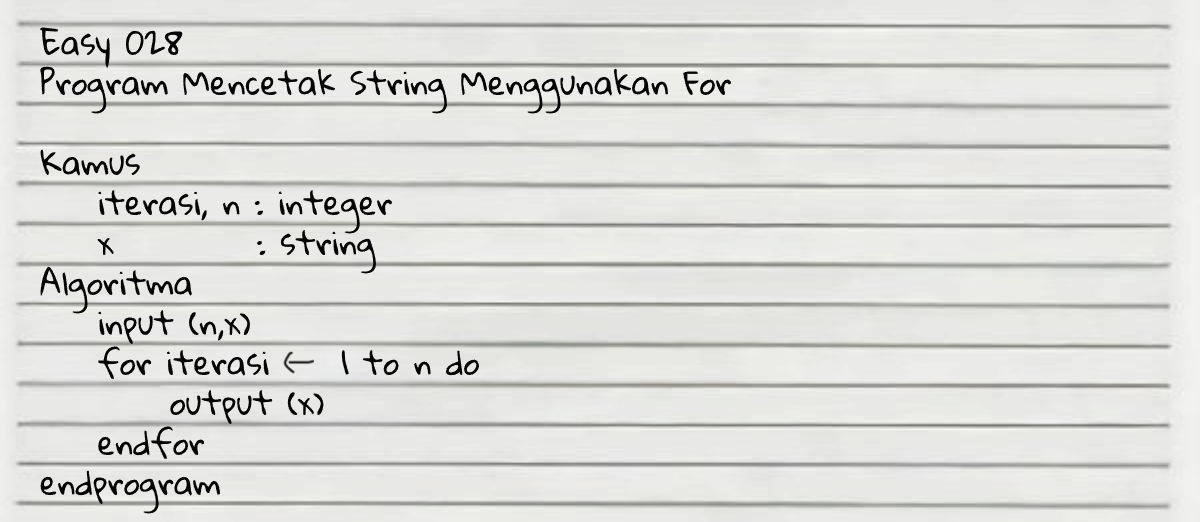 Easy 028
Program Mencetak String Menggunakan For
Kamus
iterasi, n : integer
x : string
Algoritma
input (n,x)
for iterasi ← 1 to n do
output (x)
endfor
endprogram